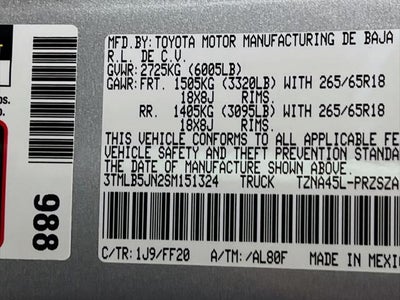 MFD.BY: TOYOTA MOTOR MANUFACTURING DE BAJA
R.L. DE C.V.
GVWR: 2725KG (6005LB)
GAWR: FRT. 1505KG (3320LB) WITH 265/65R18
18X8J RIMS.
RR. 1405KG (3095LB) WITH 265/65R18
18X8J RIMS.
THIS VEHICLE CONFORMS TO ALL APPLICABLE FE
VEHICLE SAFETY AND THEFT PREVENTION STANDA
THE DATE OF MANUFACTURE SHOWN ABOVE.
3TMLB5JN2SM151324 TRUCK TZNA45L-PRZSZA
C/TR: 1J9/FF20 A/TM: /AL80F MADE IN MEXI
988